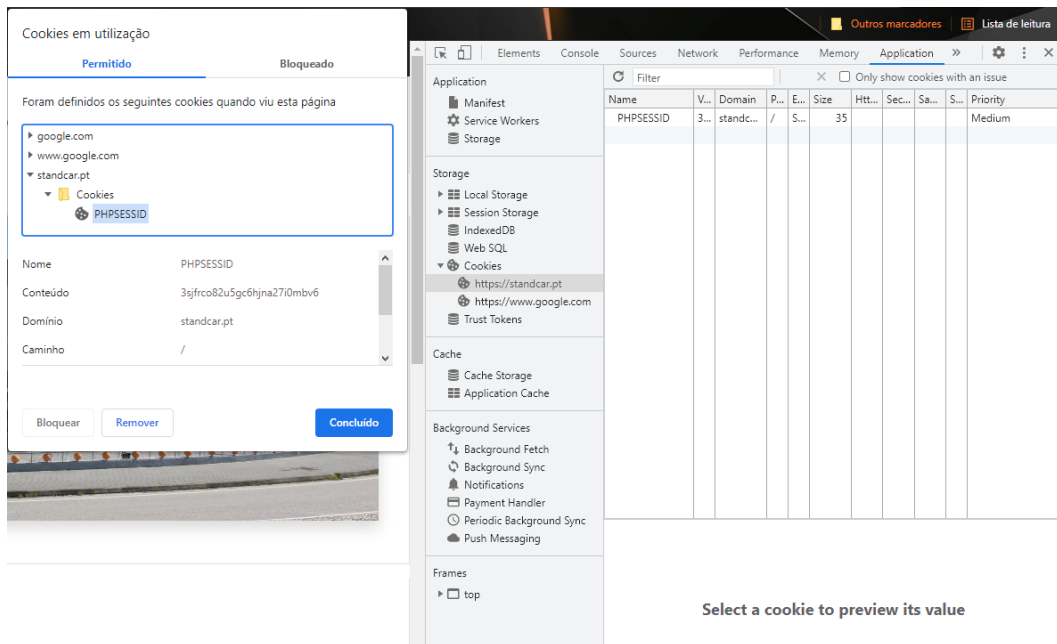 Outros marcadores
Lista de leitura
Cookies em utilização
Permitido
Bloqueado
Foram definidos os seguintes cookies quando viu esta página
google.com
www.google.com
standcar.pt
Cookies
PHPSESSID
Nome PHPSESSID
Conteúdo 3sjfrco82u5gc6hjna27i0mbv6
Domínio standcar.pt
Caminho /
Bloquear
Remover
Concluído
Elements Console Sources Network Performance Memory Application »
Application
Manifest
Service Workers
Storage
Storage
Local Storage
Session Storage
IndexedDB
Web SQL
Cookies
https://standcar.pt
https://www.google.com
Trust Tokens
Cache
Cache Storage
Application Cache
Background Services
Background Fetch
Background Sync
Notifications
Payment Handler
Periodic Background Sync
Push Messaging
Frames
top
Filter
Only show cookies with an issue
Name V... Domain P... E... Size Htt... Sec... Sa... S... Priority
PHPSESSID 3... standc... / S... 35 Medium
Select a cookie to preview its value